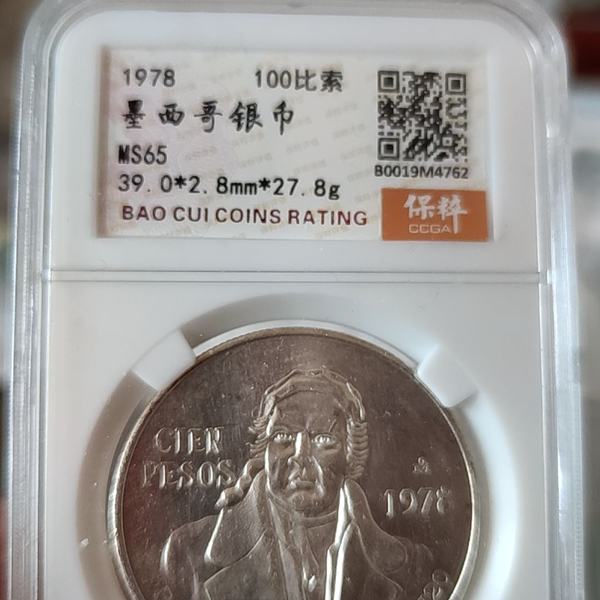 1978 100比索
墨西哥银币
MS65
39.0*2.8mm*27.8g
BAO CUI COINS RATING
B0019M4762
保粹
CCGA
CIEN
PESOS
1978